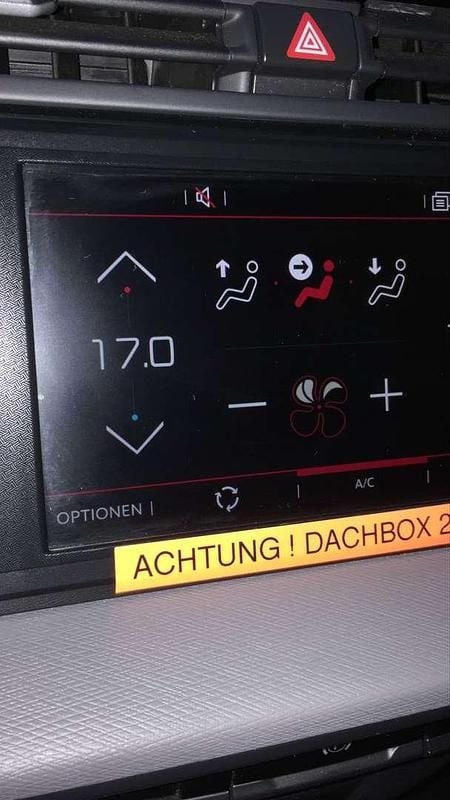 17.0
OPTIONEN
A/C
ACHTUNG ! DACHBOX 2